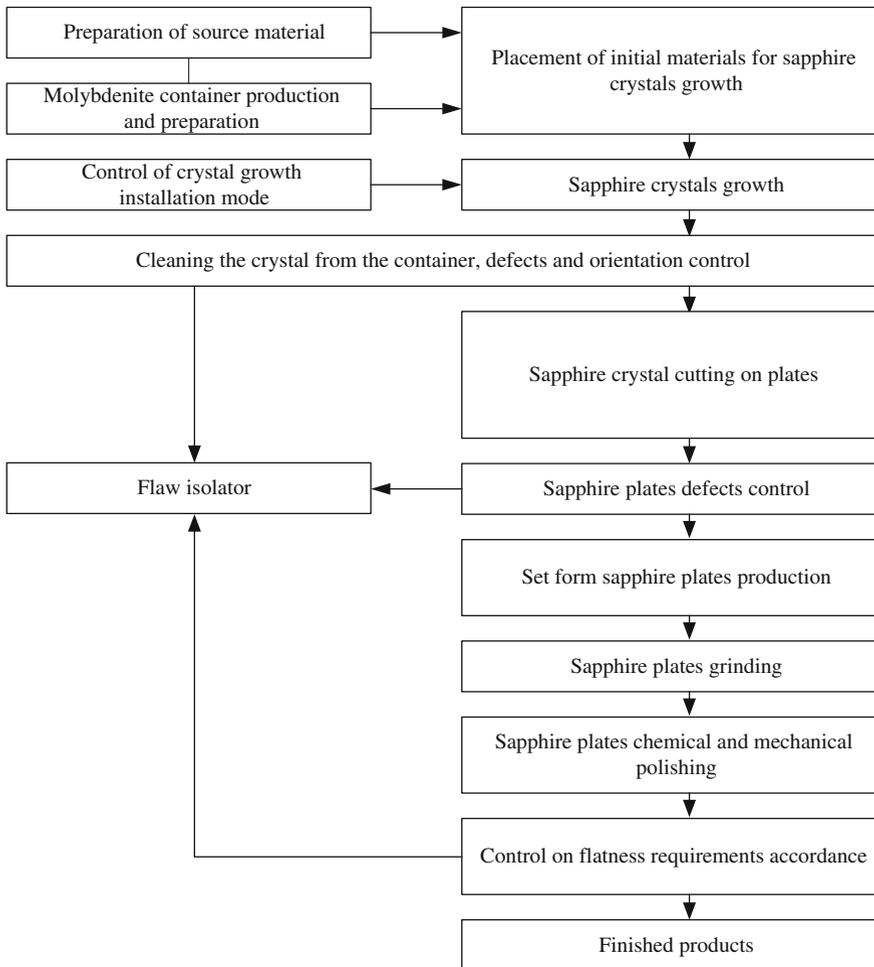 Preparation of source material
Placement of initial materials for sapphire
crystals growth
Molybdenite container production
and preparation
Control of crystal growth
installation mode
Sapphire crystals growth
Cleaning the crystal from the container, defects and orientation control
Sapphire crystal cutting on plates
Flaw isolator
Sapphire plates defects control
Set form sapphire plates production
Sapphire plates grinding
Sapphire plates chemical and mechanical
polishing
Control on flatness requirements accordance
Finished products